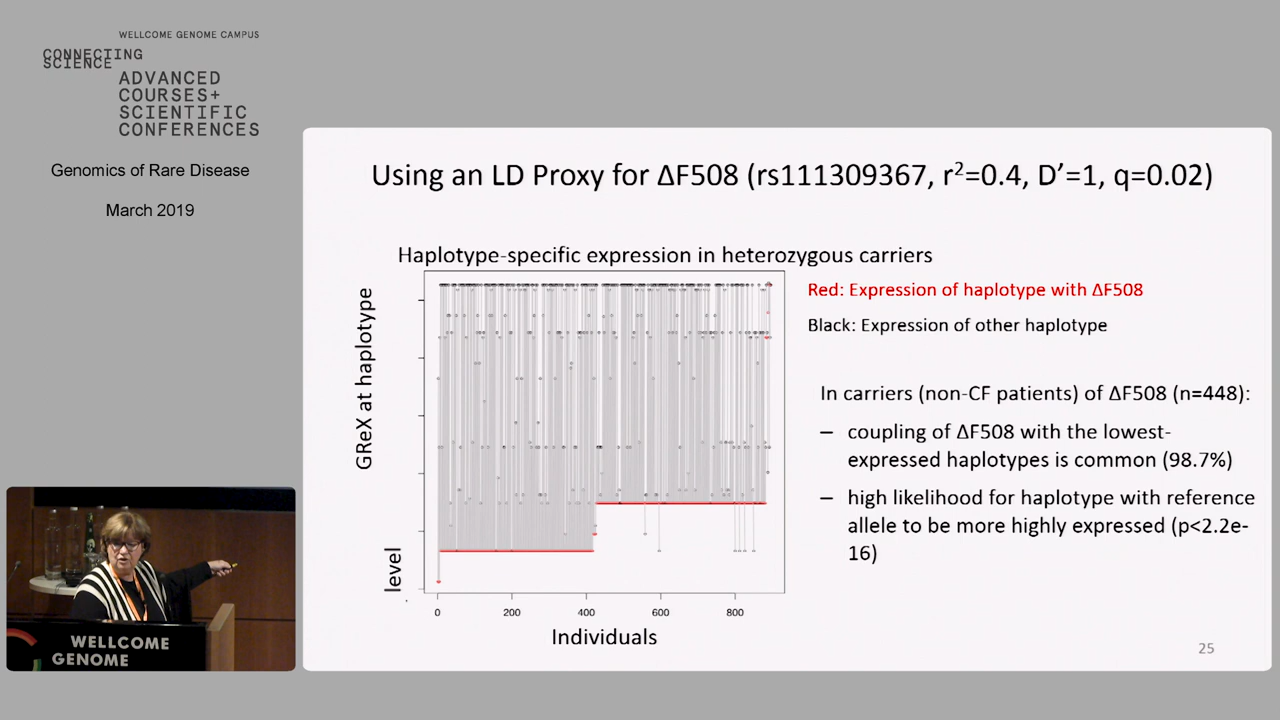 WELLCOME GENOME CAMPUS
CONNECTING
SCIENCE
ADVANCED
COURSES+
SCIENTIFIC
CONFERENCES
Genomics of Rare Disease
March 2019
Using an LD Proxy for ΔF508 (rs111309367, r²=0.4, D’=1, q=0.02)
Haplotype-specific expression in heterozygous carriers
GReX at haplotype
level
0 200 400 600 800
Individuals
Red: Expression of haplotype with ΔF508
Black: Expression of other haplotype
In carriers (non-CF patients) of ΔF508 (n=448):
– coupling of ΔF508 with the lowest-
expressed haplotypes is common (98.7%)
– high likelihood for haplotype with reference
allele to be more highly expressed (p<2.2e-
16)
25
WELLCOME
GENOME